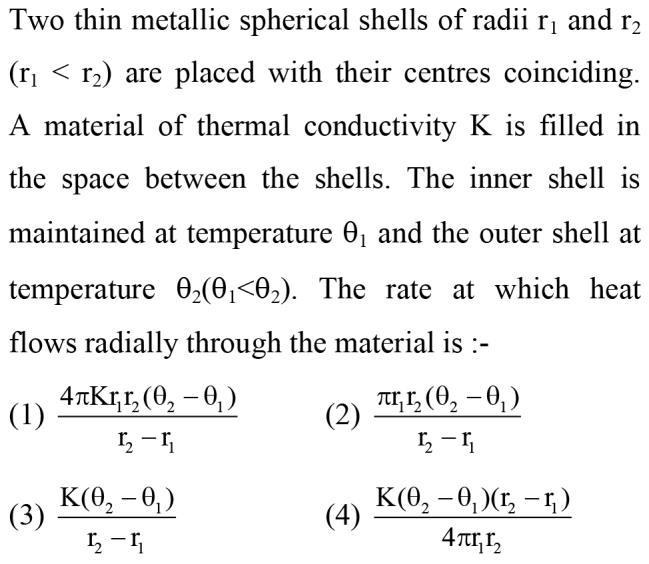 Two thin metallic spherical shells of radii r₁ and r₂
(r₁ < r₂) are placed with their centres coinciding.
A material of thermal conductivity K is filled in
the space between the shells. The inner shell is
maintained at temperature θ₁ and the outer shell at
temperature θ₂(θ₁<θ₂). The rate at which heat
flows radially through the material is :-
(1) 4πKr₁r₂(θ₂ − θ₁) / r₂ − r₁ (2) πr₁r₂(θ₂ − θ₁) / r₂ − r₁
(3) K(θ₂ − θ₁) / r₂ − r₁ (4) K(θ₂ − θ₁)(r₂ − r₁) / 4πr₁r₂